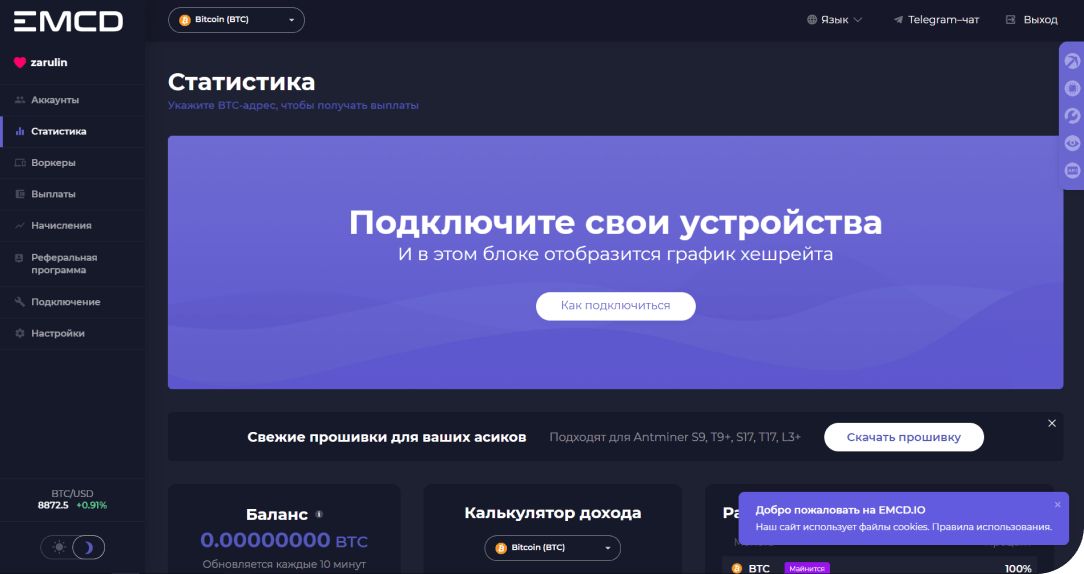 EMCD
Bitcoin (BTC)
Язык
Telegram–чат
Выход
zarulin
Аккаунты
Статистика
Воркеры
Выплаты
Начисления
Реферальная
программа
Подключение
Настройки
BTC/USD
8872.5 +0.91%
Статистика
Укажите BTC-адрес, чтобы получать выплаты
Подключите свои устройства
И в этом блоке отобразится график хешрейта
Как подключиться
Свежие прошивки для ваших асиков
Подходят для Antminer S9, T9+, S17, T17, L3+
Скачать прошивку
Баланс
0.00000000 BTC
Обновляется каждые 10 минут
Калькулятор дохода
Bitcoin (BTC)
Добро пожаловать на EMCD.IO
Наш сайт использует файлы cookies. Правила использования.
BTC Майнится 100%